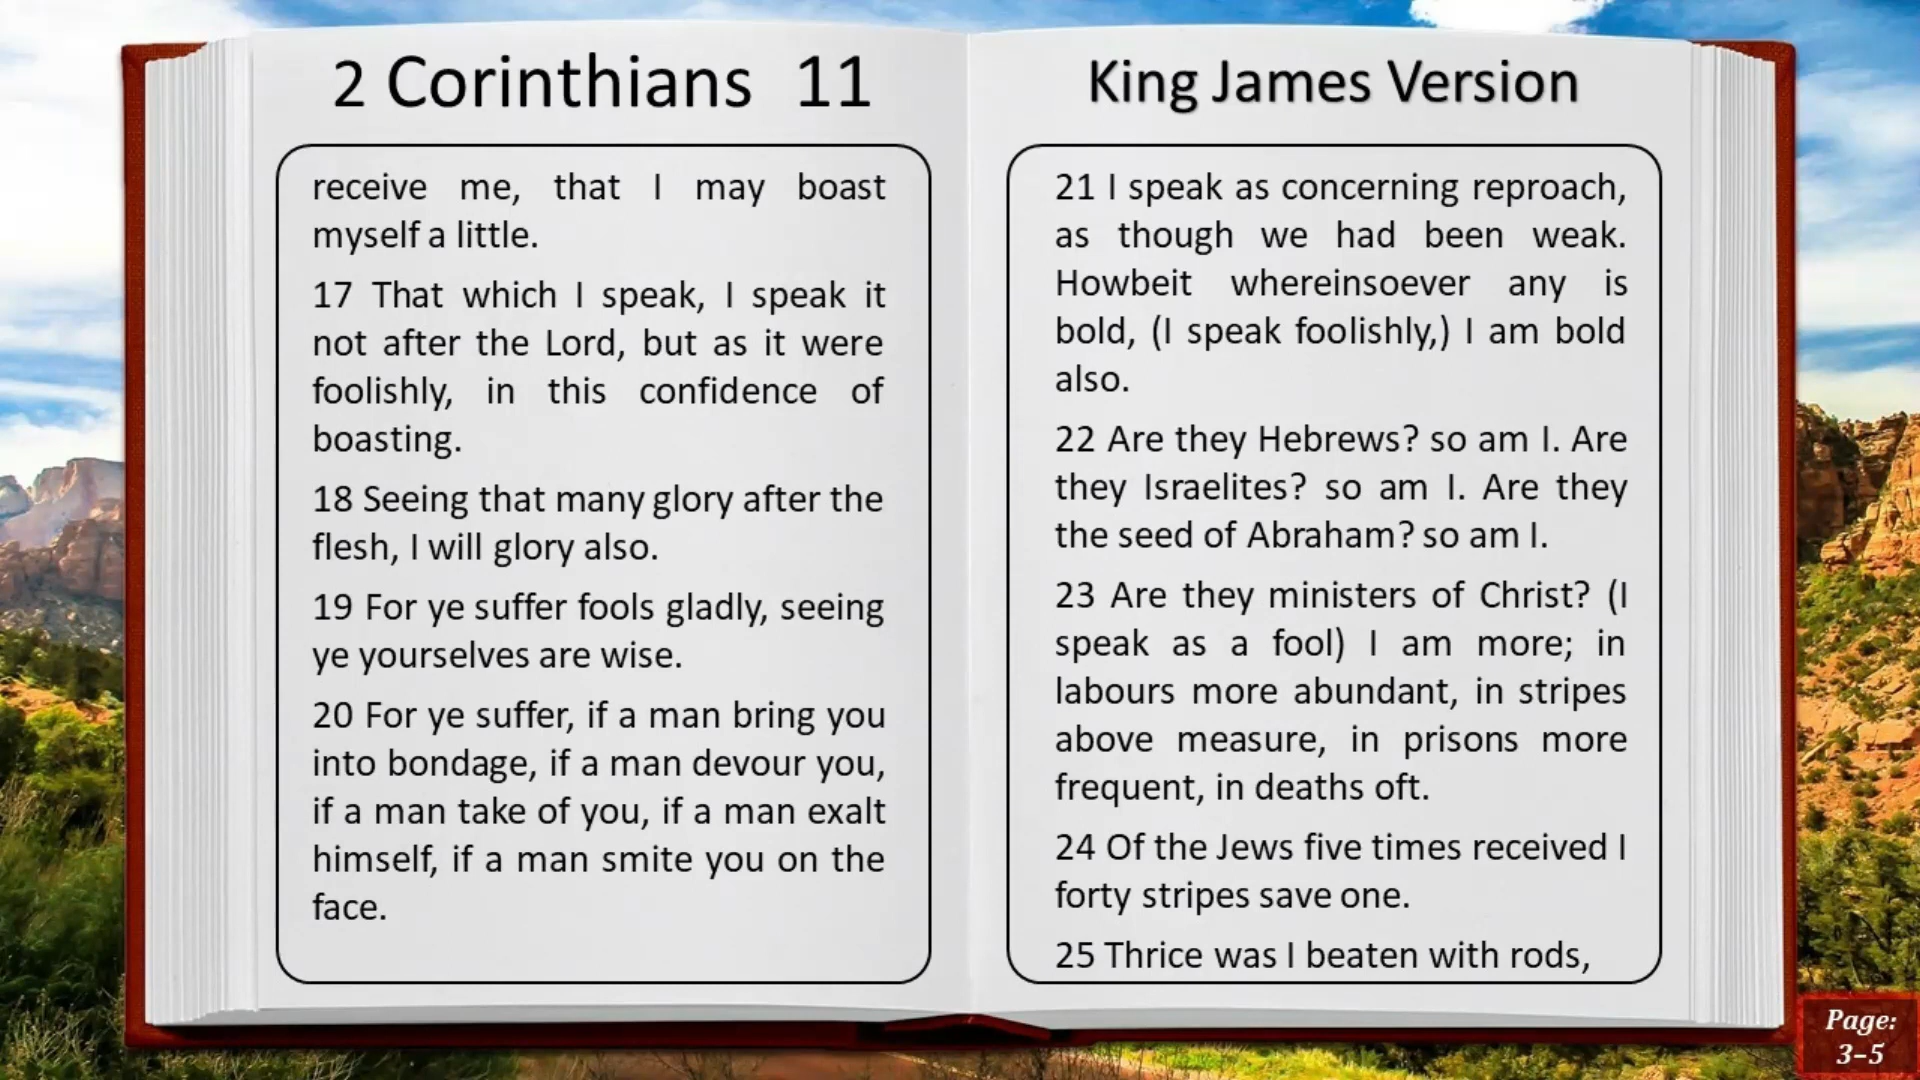 2 Corinthians 11
receive me, that I may boast
myself a little.
17 That which I speak, I speak it
not after the Lord, but as it were
foolishly, in this confidence of
boasting.
18 Seeing that many glory after the
flesh, I will glory also.
19 For ye suffer fools gladly, seeing
ye yourselves are wise.
20 For ye suffer, if a man bring you
into bondage, if a man devour you,
if a man take of you, if a man exalt
himself, if a man smite you on the
face.
King James Version
21 I speak as concerning reproach,
as though we had been weak.
Howbeit whereinsoever any is
bold, (I speak foolishly,) I am bold
also.
22 Are they Hebrews? so am I. Are
they Israelites? so am I. Are they
the seed of Abraham? so am I.
23 Are they ministers of Christ? (I
speak as a fool) I am more; in
labours more abundant, in stripes
above measure, in prisons more
frequent, in deaths oft.
24 Of the Jews five times received I
forty stripes save one.
25 Thrice was I beaten with rods,
Page:
3-5